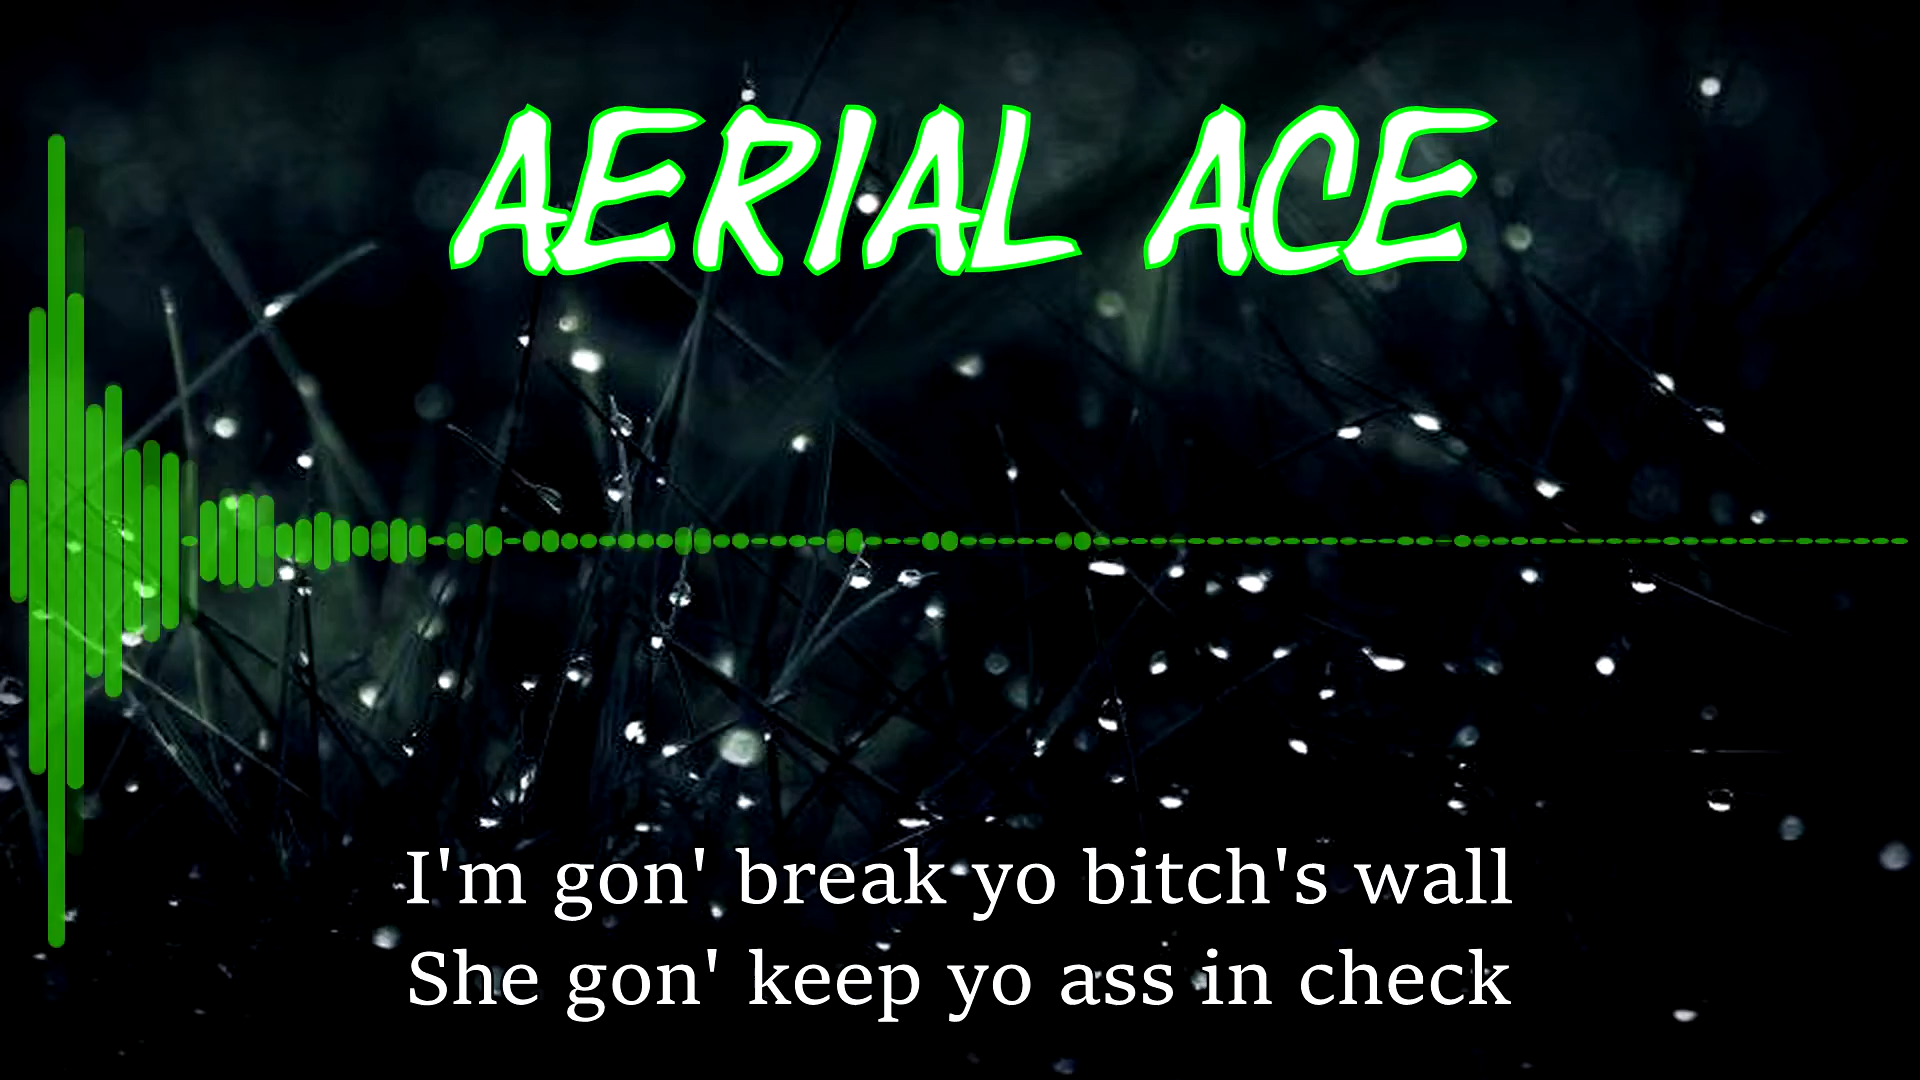 AERIAL ACE
I'm gon' break yo bitch's wall
She gon' keep yo ass in check